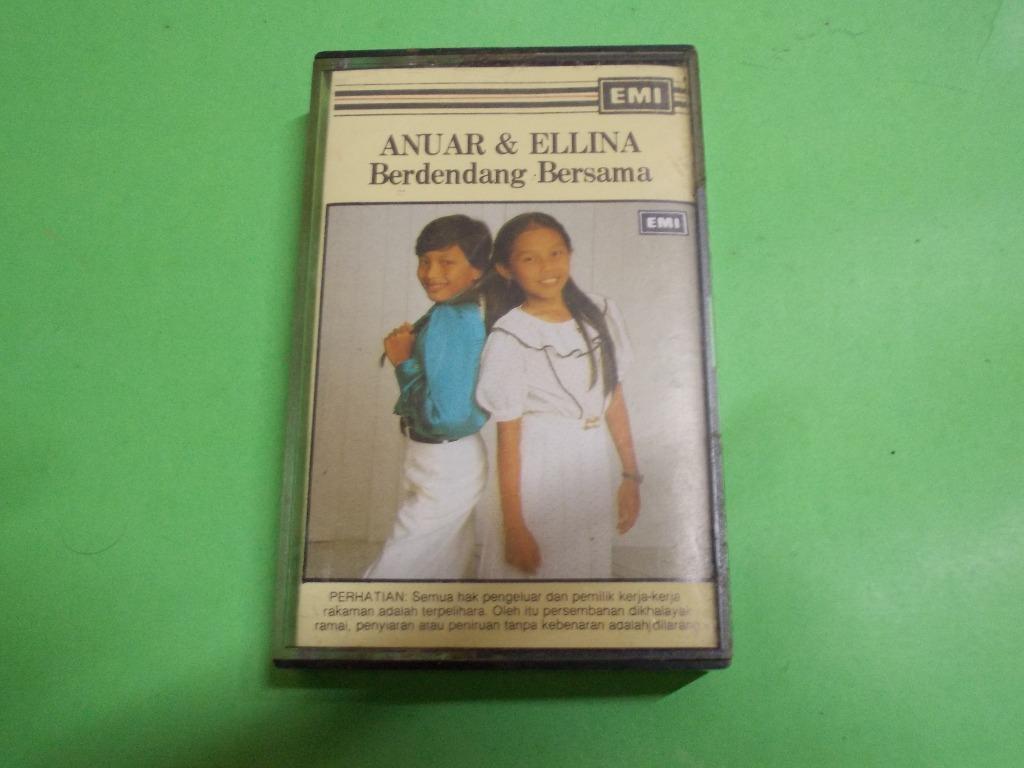 EMI
ANUAR & ELLINA
Berdendang Bersama
EMI
PERHATIAN: Semua hak pengeluar dan pemilik kerja-kerja
rakaman adalah terpelihara. Oleh itu persembahan dikhalayak
ramai, penyiaran atau peniruan tanpa kebenaran adalah dilarang